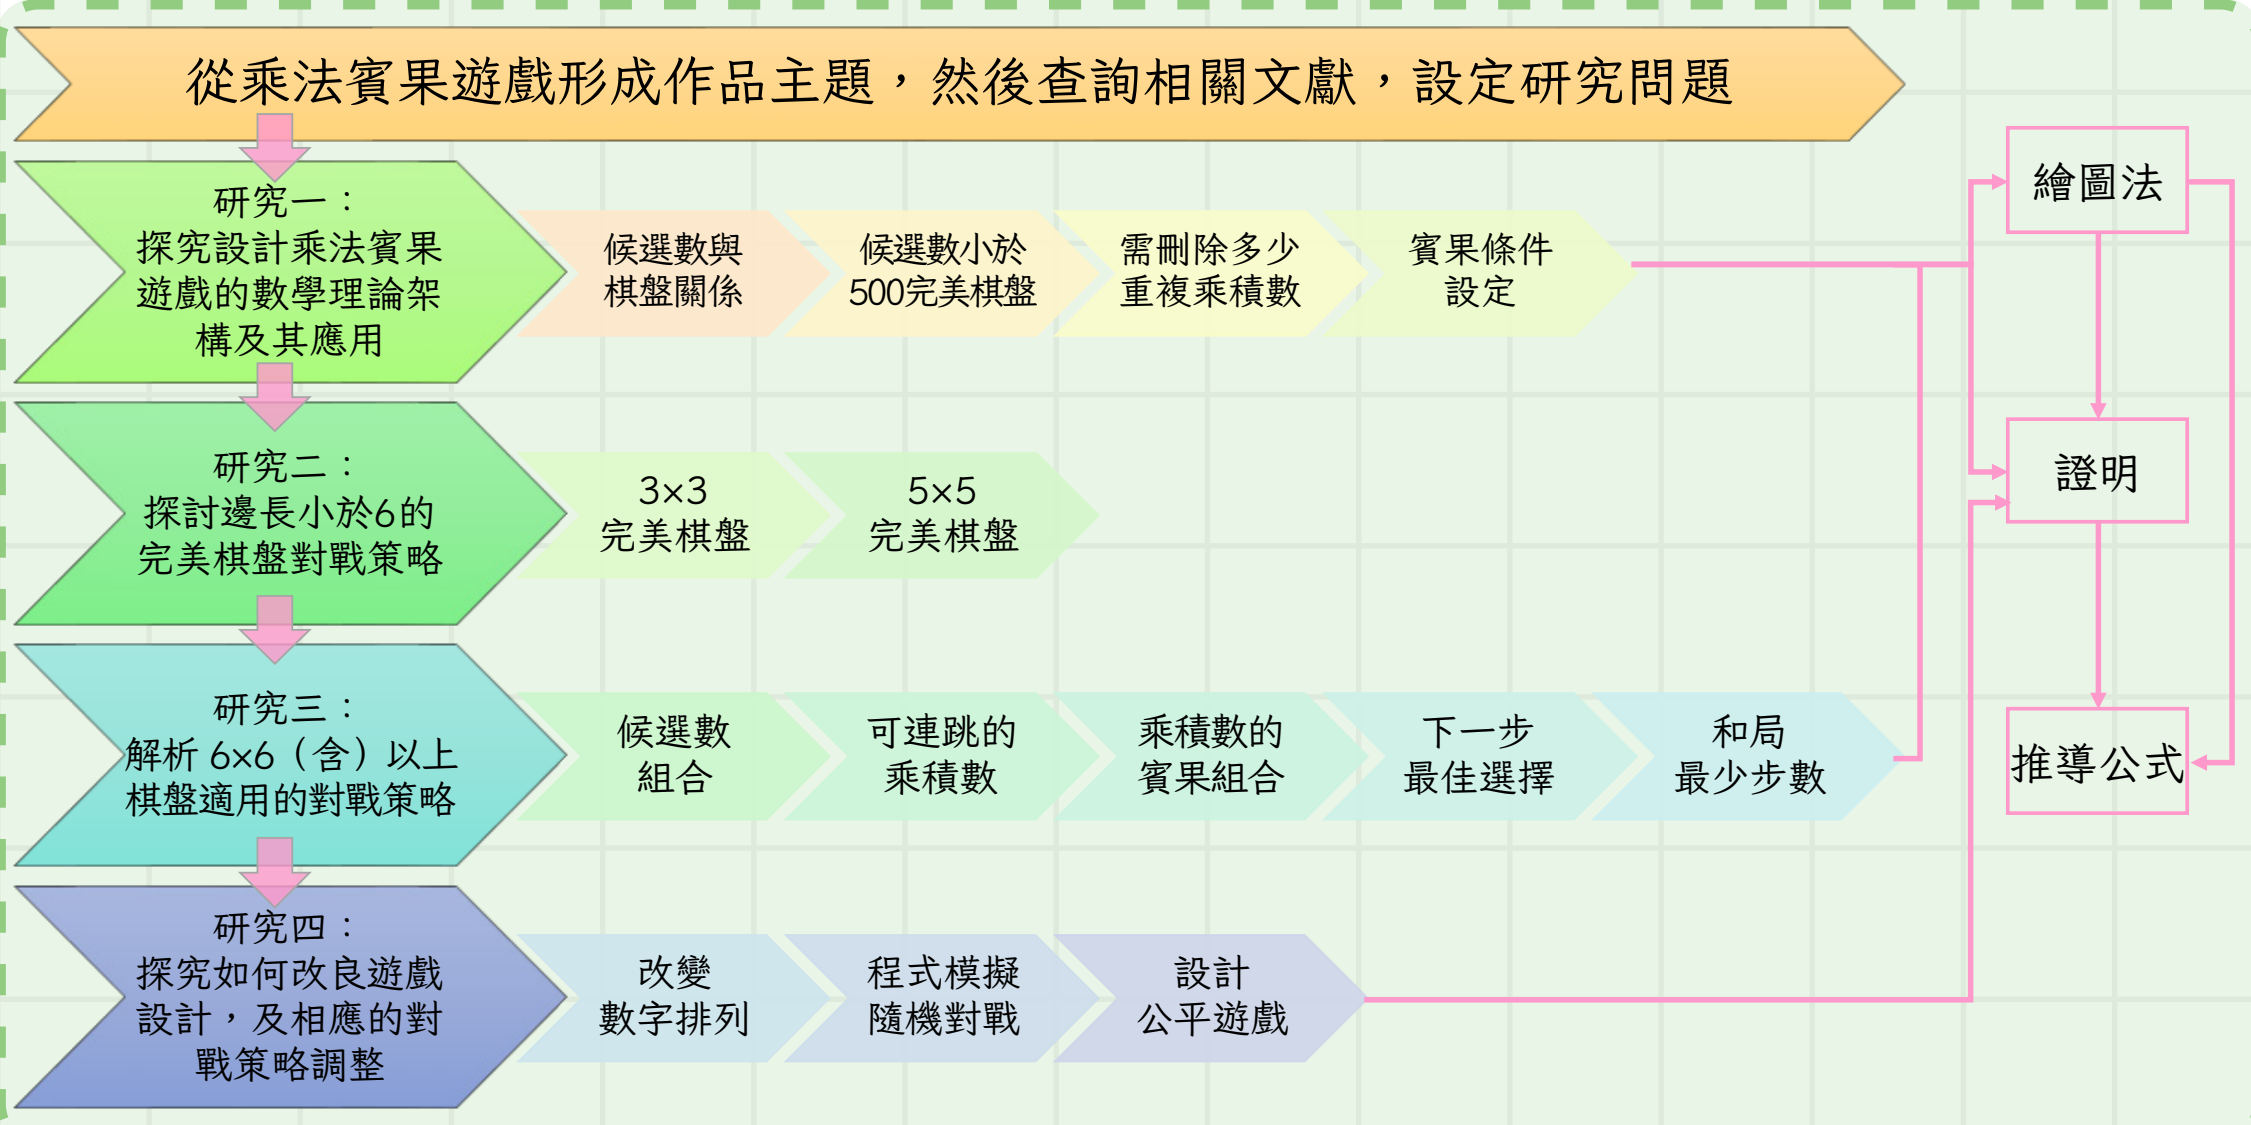 從乘法賓果遊戲形成作品主題，然後查詢相關文獻，設定研究問題
研究一：
探究設計乘法賓果
遊戲的數學理論架
構及其應用
候選數與
棋盤關係
候選數小於
500完美棋盤
需刪除多少
重複乘積數
賓果條件
設定
研究二：
探討邊長小於6的
完美棋盤對戰策略
3×3
完美棋盤
5×5
完美棋盤
研究三：
解析 6×6（含）以上
棋盤適用的對戰策略
候選數
組合
可連跳的
乘積數
乘積數的
賓果組合
下一步
最佳選擇
和局
最少步數
研究四：
探究如何改良遊戲
設計，及相應的對
戰策略調整
改變
數字排列
程式模擬
隨機對戰
設計
公平遊戲
繪圖法
證明
推導公式